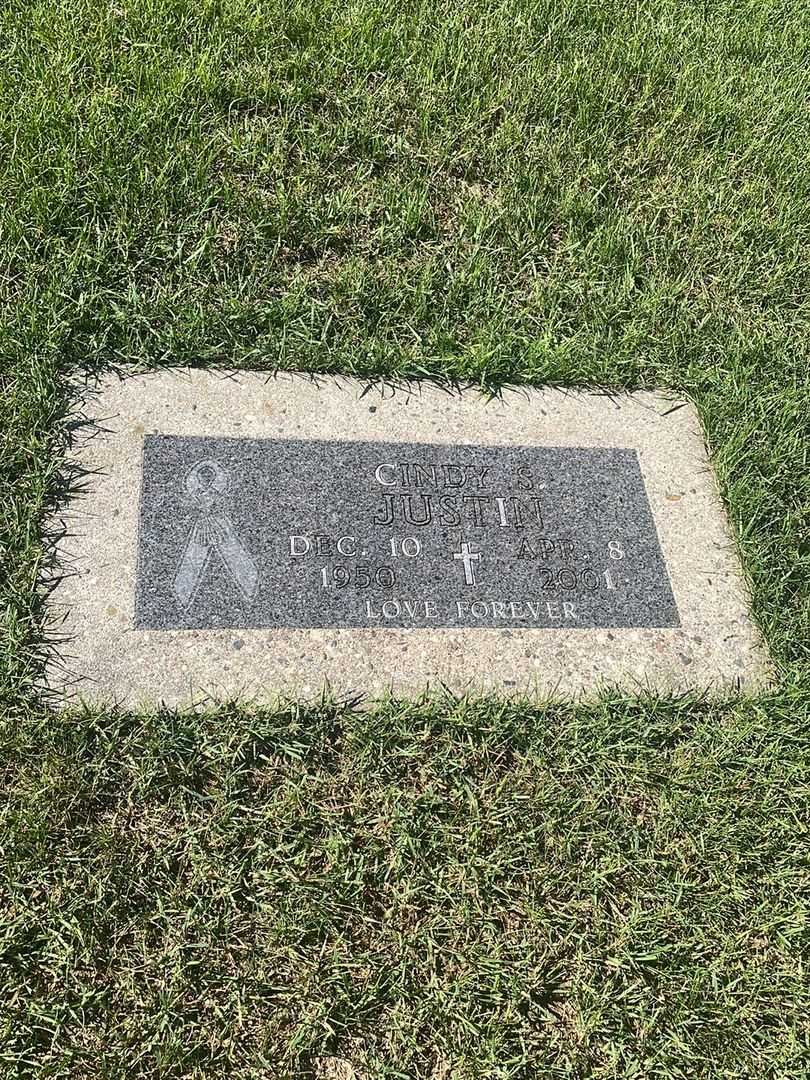 CINDY S.
JUSTIN
DEC. 10 APR. 8
1950 2001
LOVE FOREVER